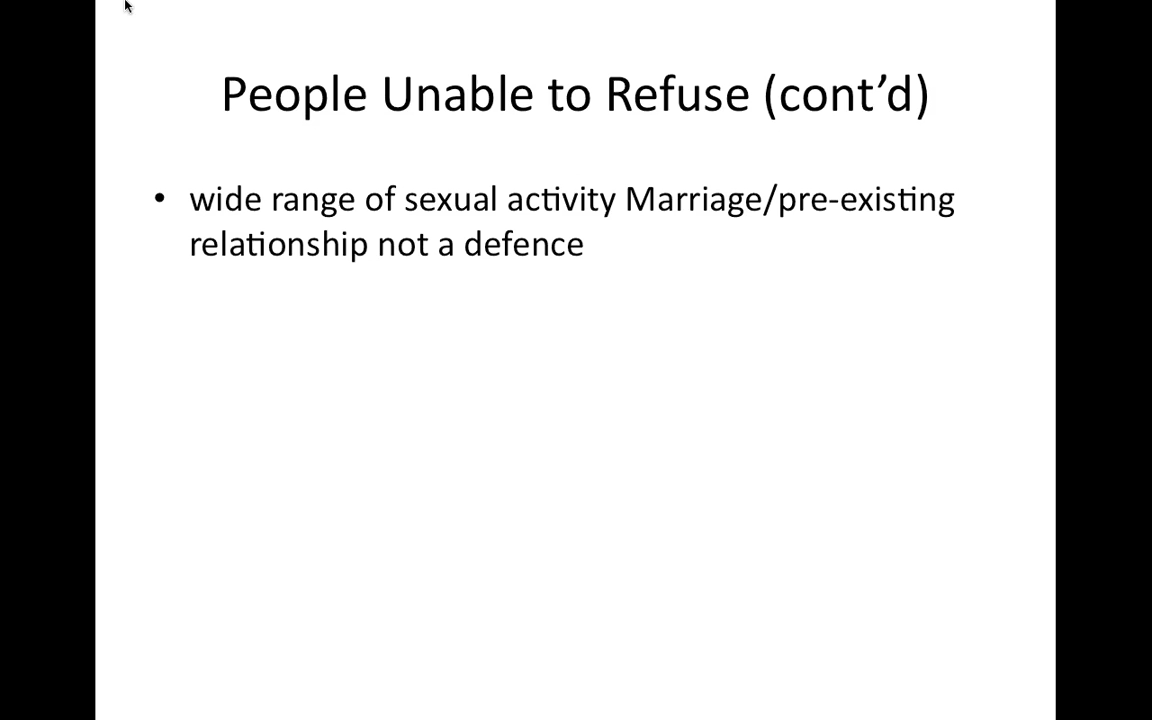 People Unable to Refuse (cont’d)
• wide range of sexual activity Marriage/pre-existing
relationship not a defence